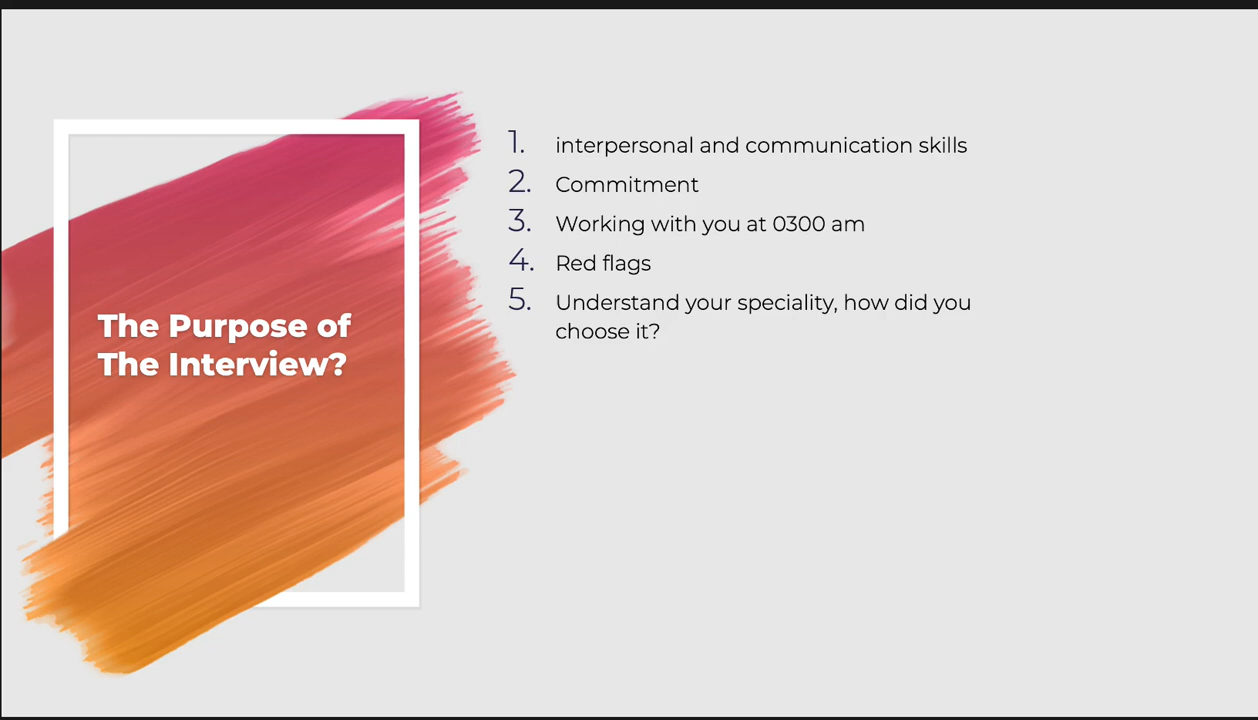 The Purpose of
The Interview?
1. interpersonal and communication skills
2. Commitment
3. Working with you at 0300 am
4. Red flags
5. Understand your speciality, how did you
choose it?